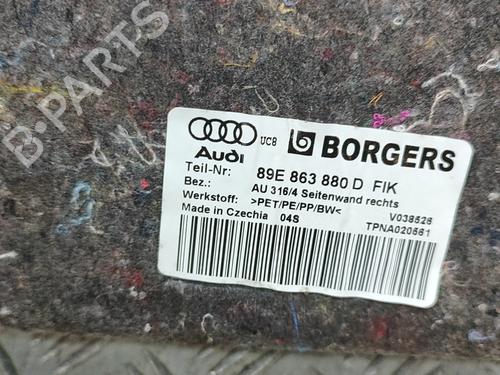 B-PARTS
UC8
BORGERS
Audi
Teil-Nr: 89E 863 880 D FIK
Bez.: AU 316/4 Seitenwand rechts
Werkstoff: >PET/PE/PP/BW< V038526
Made in Czechia 04S TPNA020561